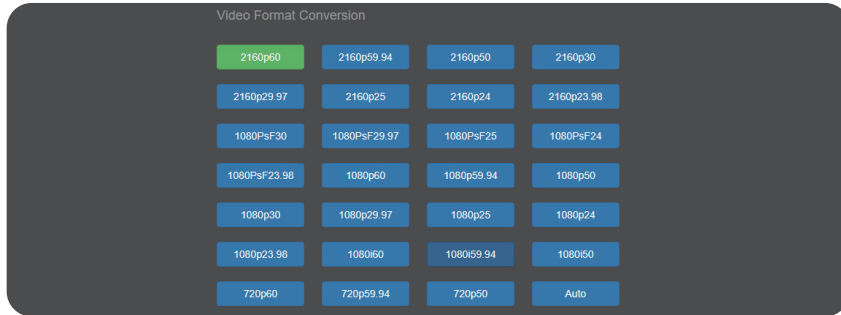 Video Format Conversion
2160p60 2160p59.94 2160p50 2160p30
2160p29.97 2160p25 2160p24 2160p23.98
1080PsF30 1080PsF29.97 1080PsF25 1080PsF24
1080PsF23.98 1080p60 1080p59.94 1080p50
1080p30 1080p29.97 1080p25 1080p24
1080p23.98 1080i60 1080i59.94 1080i50
720p60 720p59.94 720p50 Auto